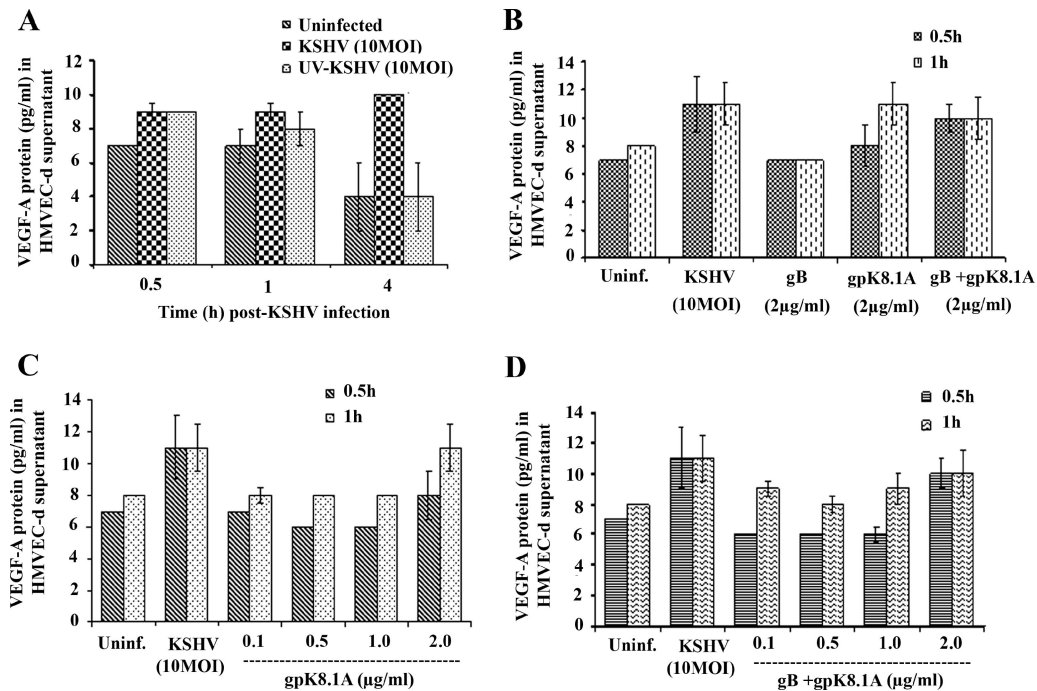 A
Uninfected
KSHV (10MOI)
UV-KSHV (10MOI)
VEGF-A protein (pg/ml) in
HMVEC-d supernatant
12
10
8
6
4
2
0
0.5 1 4
Time (h) post-KSHV infection
B
0.5h
1h
VEGF-A protein (pg/ml) in
HMVEC-d supernatant
14
12
10
8
6
4
2
0
Uninf. KSHV gB gpK8.1A gB +gpK8.1A
(10MOI) (2µg/ml) (2µg/ml) (2µg/ml)
C
0.5h
1h
VEGF-A protein (pg/ml) in
HMVEC-d supernatant
14
12
10
8
6
4
2
0
Uninf. KSHV 0.1 0.5 1.0 2.0
(10MOI)
gpK8.1A (µg/ml)
D
0.5h
1h
VEGF-A protein (pg/ml) in
HMVEC-d supernatant
14
12
10
8
6
4
2
0
Uninf. KSHV 0.1 0.5 1.0 2.0
(10MOI)
gB +gpK8.1A (µg/ml)